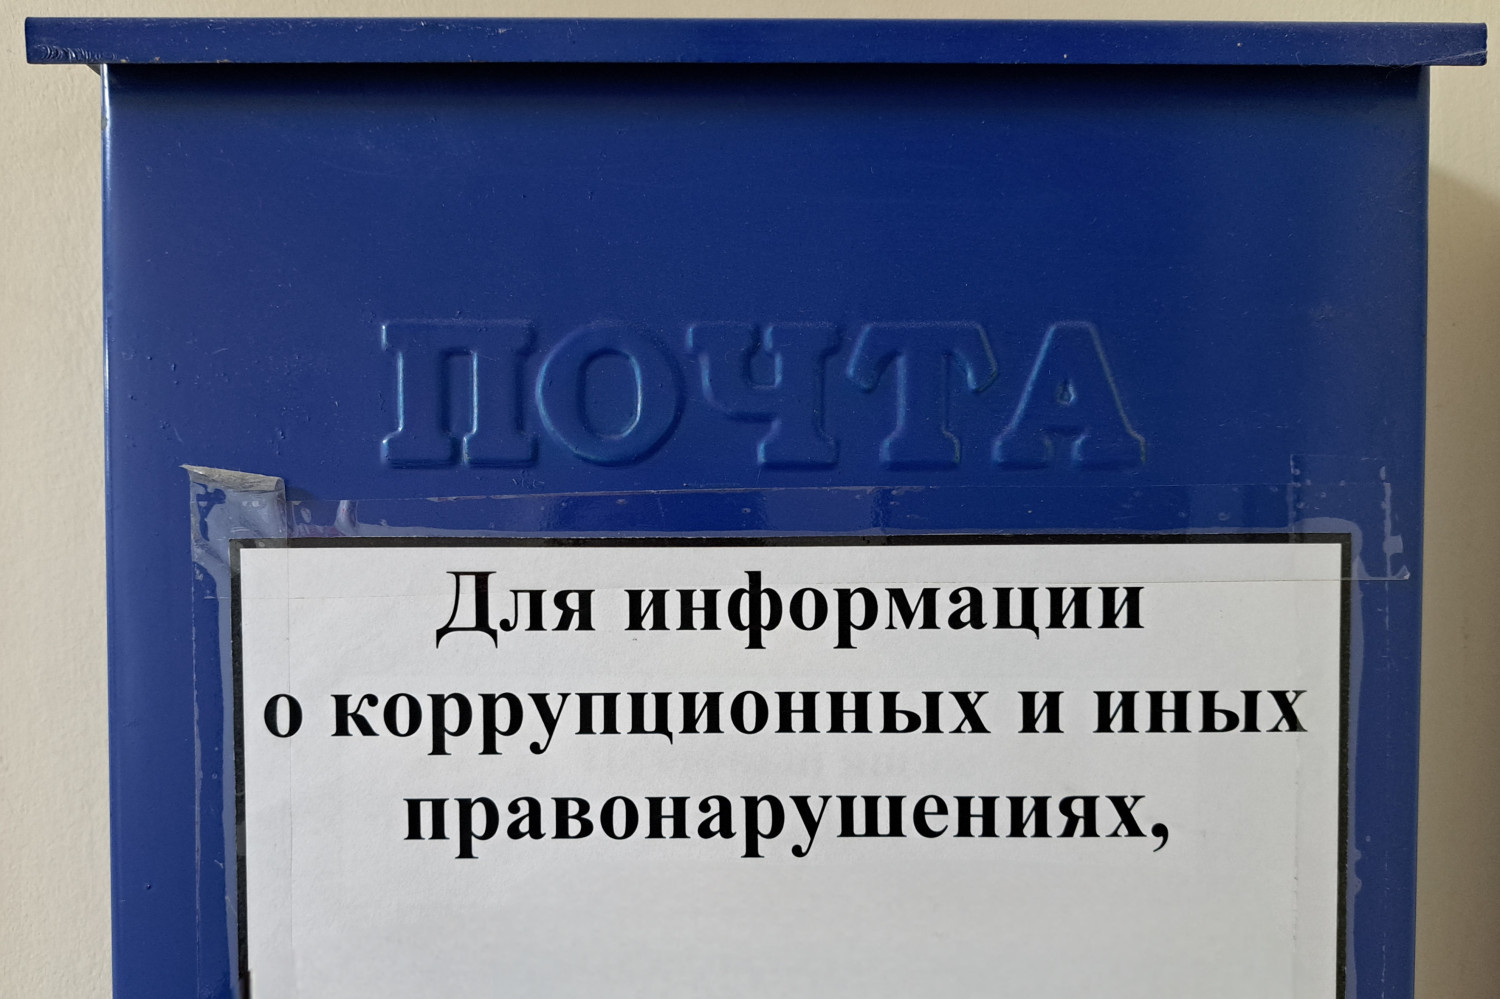 ПОЧТА
Для информации
о коррупционных и иных
правонарушениях,